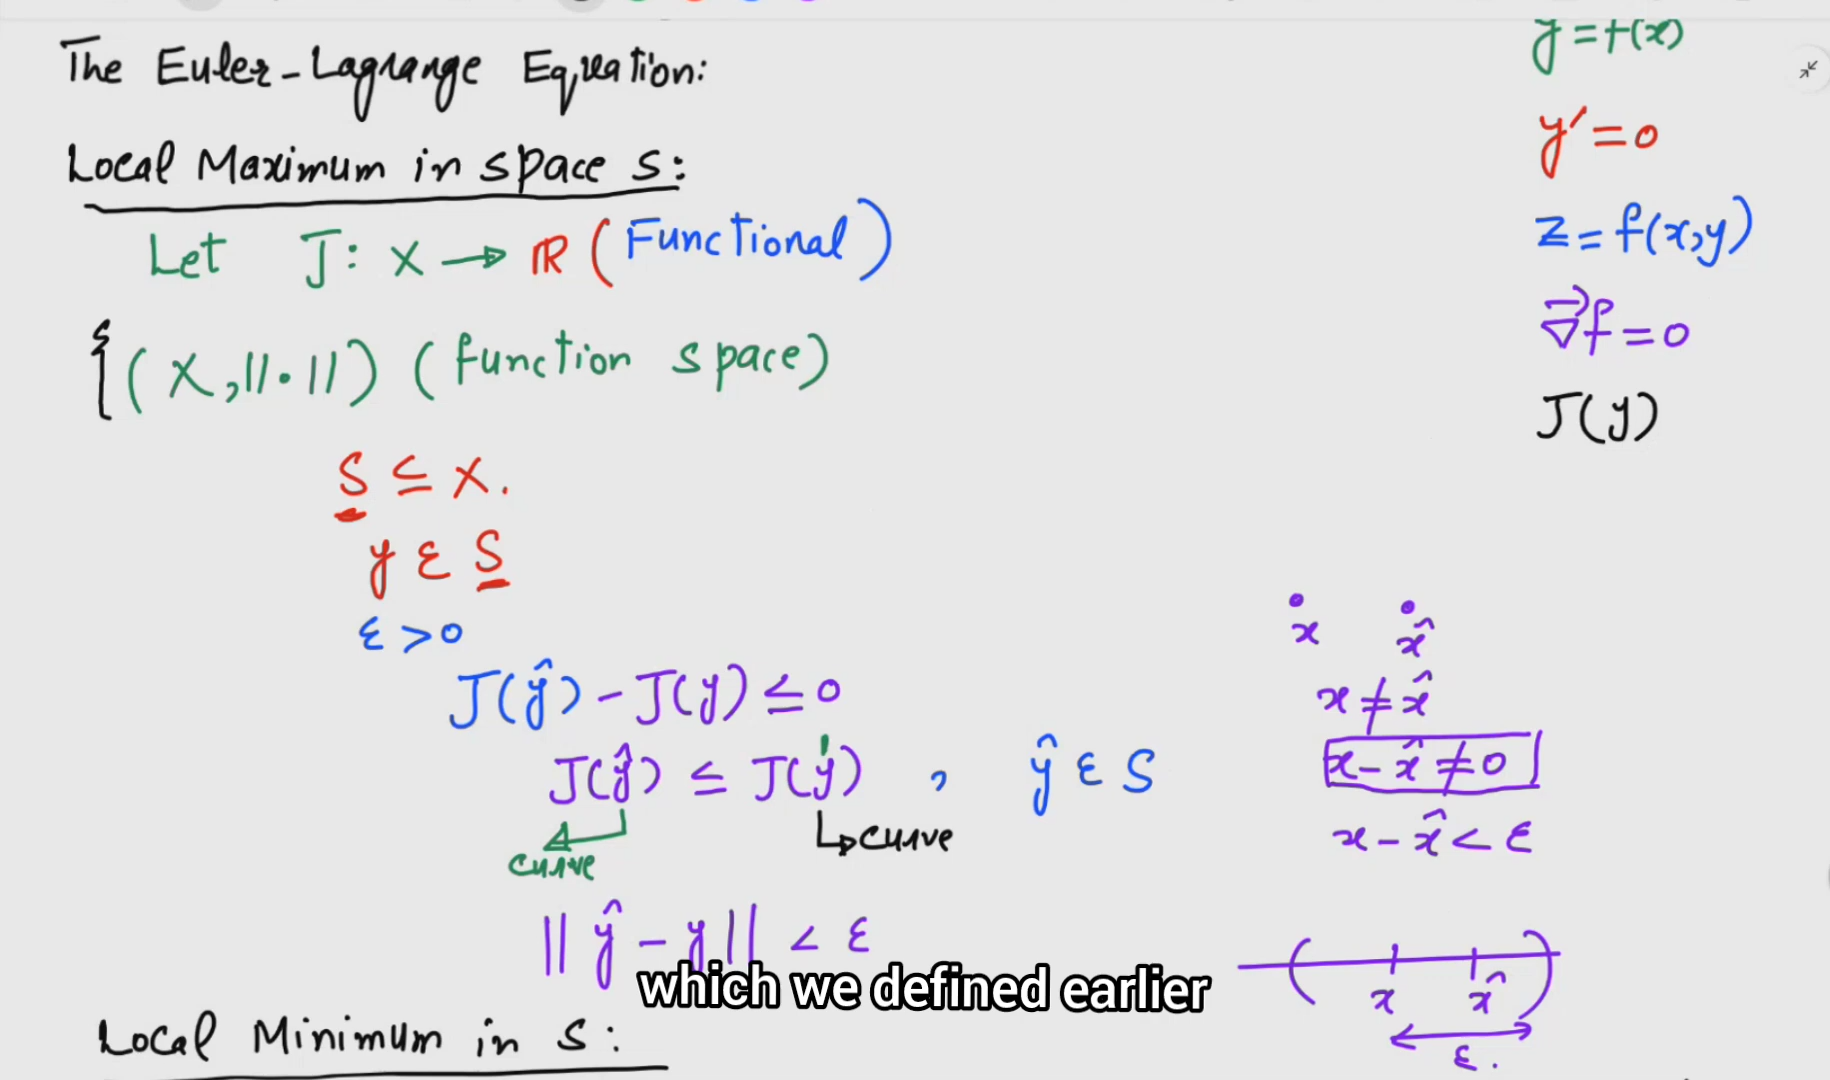 The Euler-Lagrange Equation:
Local Maximum in space S:
Let J: X → ℝ (Functional)
{(X, ||·||) (function space)
S ⊆ X.
y ε S
ε > 0
J(ŷ) - J(y) ≤ 0
J(ŷ) ≤ J(y) , ŷ ε S
curve
curve
|| ŷ - y || < ε
which we defined earlier
Local Minimum in S:
y = f(x)
y' = 0
z = f(x,y)
∇⃗f = 0
J(y)
x x̂
x ≠ x̂
x - x̂ ≠ 0
x - x̂ < ε
x x̂
ε.